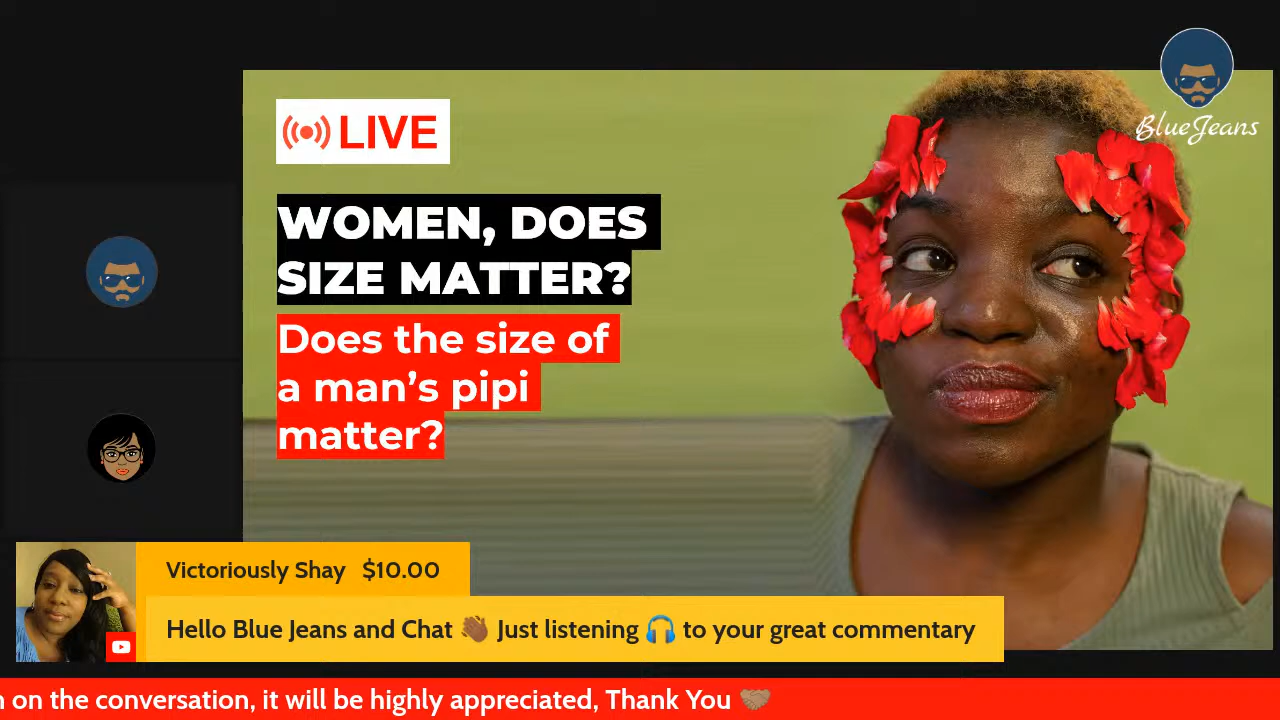 BlueJeans
LIVE
WOMEN, DOES
SIZE MATTER?
Does the size of
a man’s pipi
matter?
Victoriously Shay $10.00
Hello Blue Jeans and Chat 👋🏾 Just listening 🎧 to your great commentary
on the conversation, it will be highly appreciated, Thank You 🤝🏽